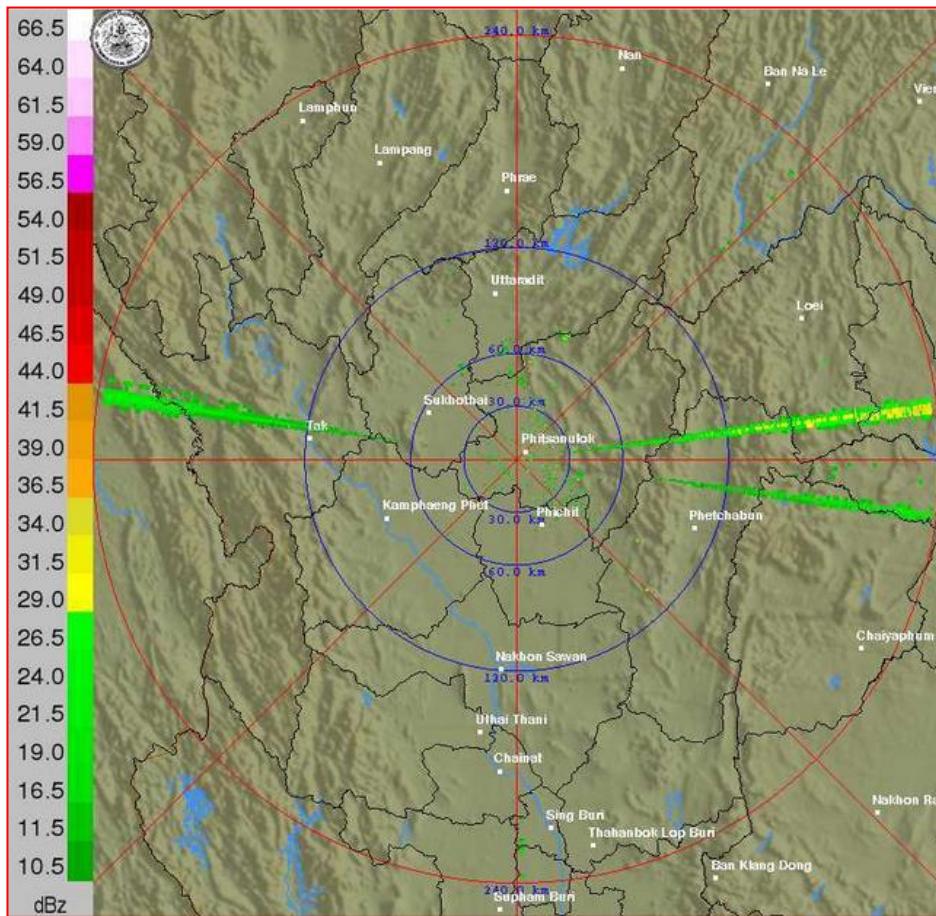 66.5
64.0
61.5
59.0
56.5
54.0
51.5
49.0
46.5
44.0
41.5
39.0
36.5
34.0
31.5
29.0
26.5
24.0
21.5
19.0
16.5
11.5
10.5
dBz
240.0 km
Nan
Ban Na Le
Vien
Lamphun
Lampang
Phrae
120.0 km
Uttaradit
Loei
60.0 km
Sukhothai
30.0 km
Tak
Phitsanulok
Kamphaeng Phet
Phichit
30.0 km
Phetchabun
60.0 km
Chaiyaphum
Nakhon Sawan
120.0 km
Uthai Thani
Chainat
Nakhon Ra
Sing Buri
Thahanbok Lop Buri
Ban Klang Dong
240.0 km
Supham Buri